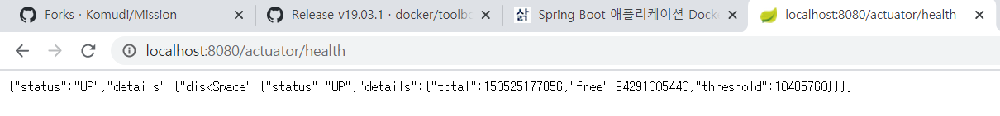 Forks · Komudi/Mission
Release v19.03.1 · docker/toolbo
삵 Spring Boot 애플리케이션 Docke
localhost:8080/actuator/health
localhost:8080/actuator/health
{"status":"UP","details":{"diskSpace":{"status":"UP","details":{"total":150525177856,"free":94291005440,"threshold":10485760}}}}